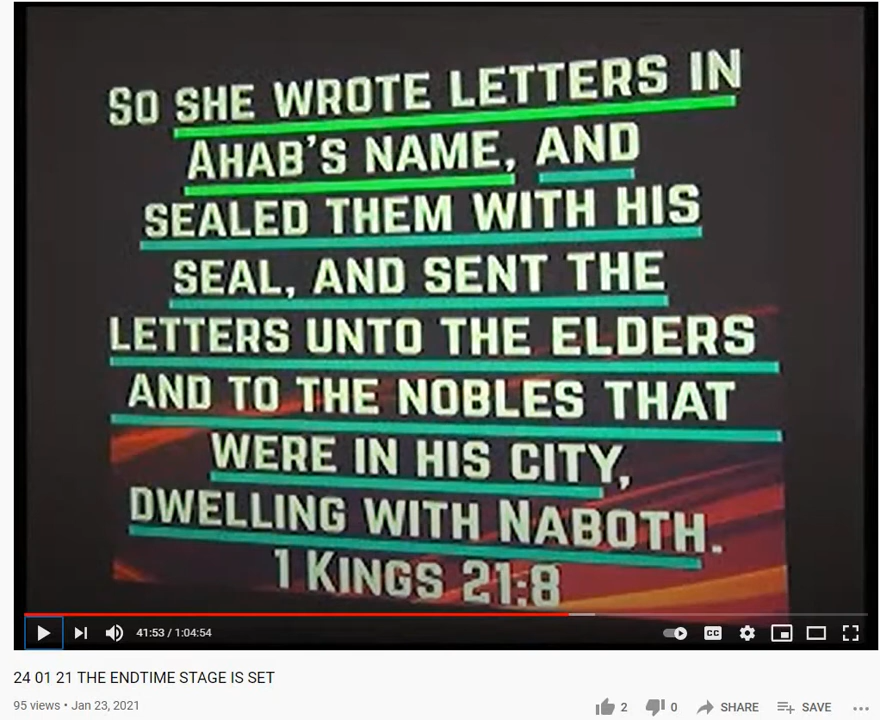 So she wrote letters in
Ahab's name, and
sealed them with his
seal, and sent the
letters unto the elders
and to the nobles that
were in his city,
dwelling with Naboth.
1 Kings 21:8
41:53 / 1:04:54
CC
24 01 21 THE ENDTIME STAGE IS SET
95 views • Jan 23, 2021
2
0
SHARE
SAVE